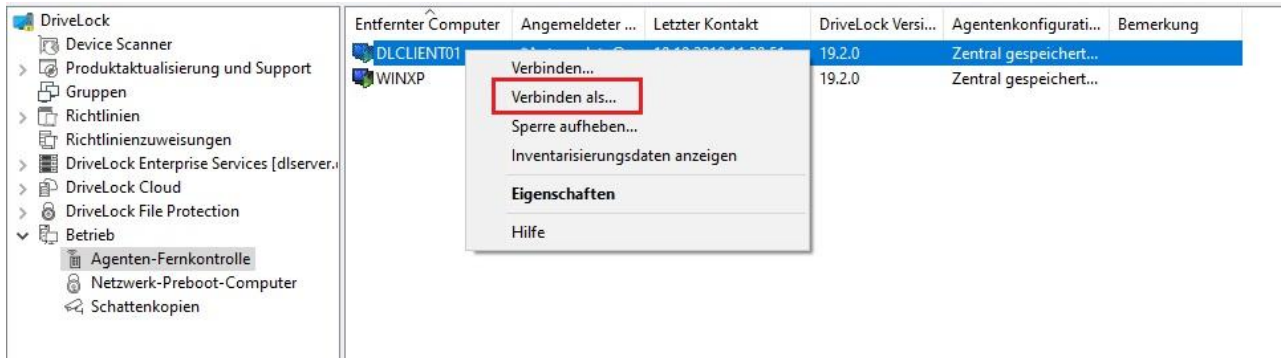 DriveLock
Device Scanner
Produktaktualisierung und Support
Gruppen
Richtlinien
Richtlinienzuweisungen
DriveLock Enterprise Services [dlserver.
DriveLock Cloud
DriveLock File Protection
Betrieb
Agenten-Fernkontrolle
Netzwerk-Preboot-Computer
Schattenkopien
Entfernter Computer Angemeldeter ... Letzter Kontakt DriveLock Versi... Agentenkonfigurati... Bemerkung
DLCLIENT01 19.2.0 Zentral gespeichert...
WINXP 19.2.0 Zentral gespeichert...
Verbinden...
Verbinden als...
Sperre aufheben...
Inventarisierungsdaten anzeigen
Eigenschaften
Hilfe